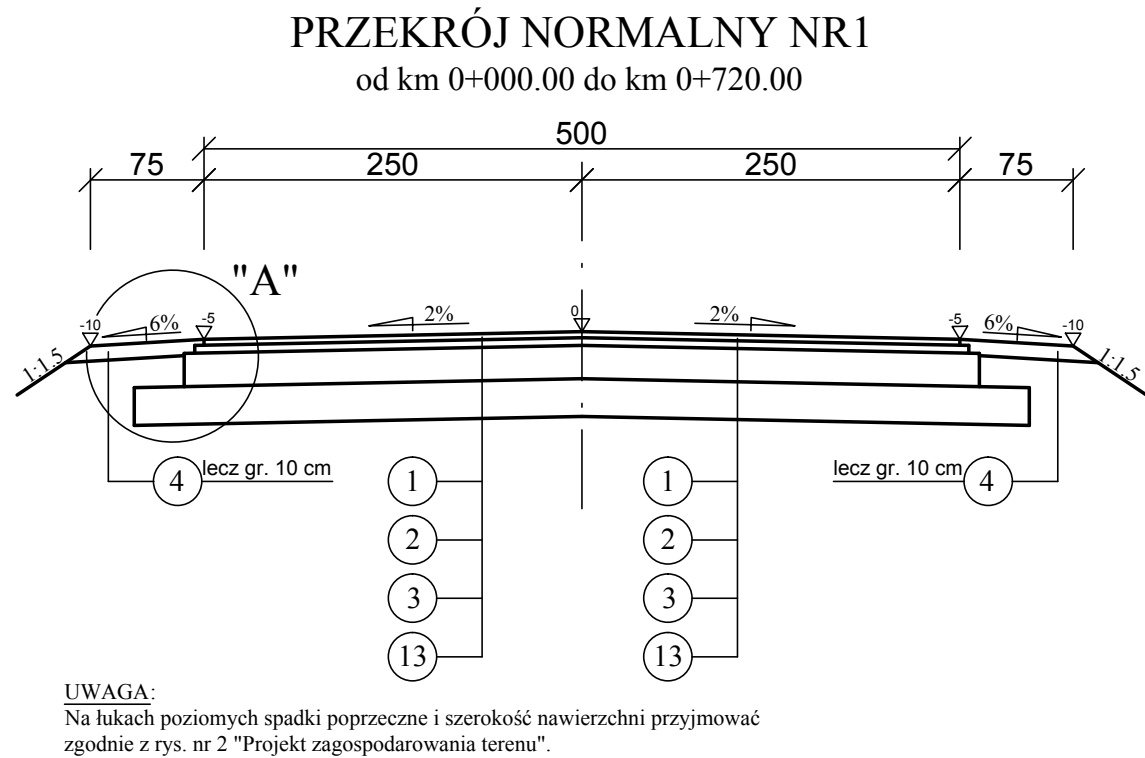 PRZEKRÓJ NORMALNY NR1
od km 0+000.00 do km 0+720.00
500
75 250 250 75
"A"
-10 6% -5 2% 0 2% -5 6% -10
1:1.5 1:1.5
4 lecz gr. 10 cm 1 1 lecz gr. 10 cm 4
2 2
3 3
13 13
UWAGA:
Na łukach poziomych spadki poprzeczne i szerokość nawierzchni przyjmować
zgodnie z rys. nr 2 "Projekt zagospodarowania terenu".